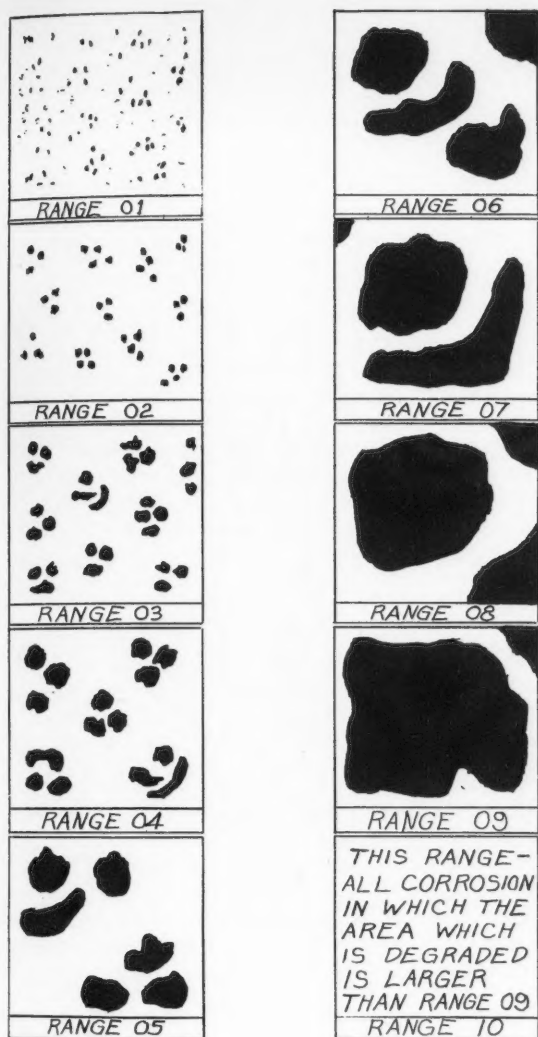 RANGE 01
RANGE 02
RANGE 03
RANGE 04
RANGE 05
RANGE 06
RANGE 07
RANGE 08
RANGE 09
THIS RANGE-
ALL CORROSION
IN WHICH THE
AREA WHICH
IS DEGRADED
IS LARGER
THAN RANGE 09
RANGE 10